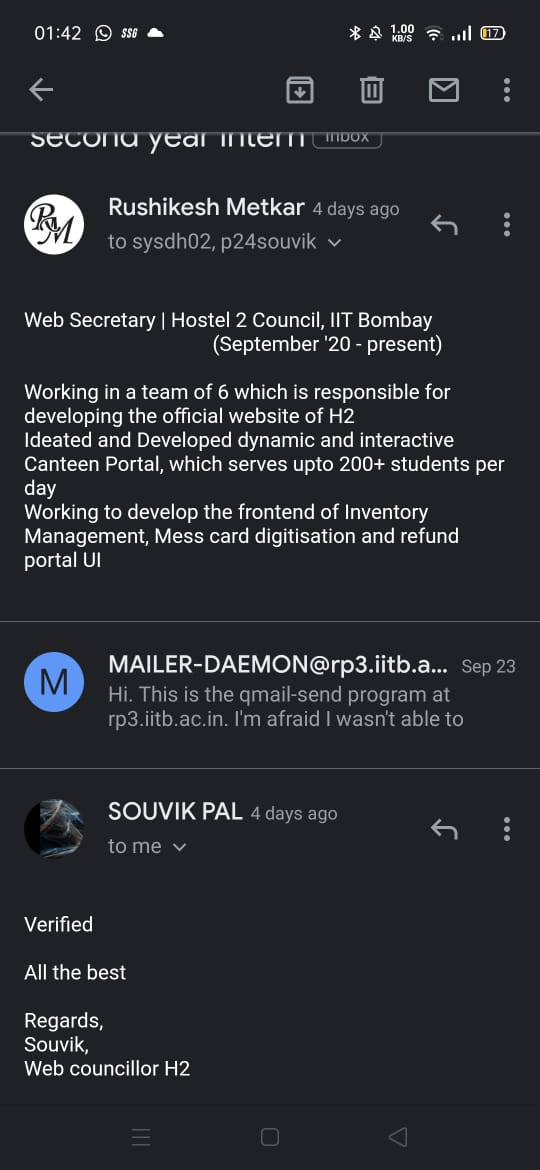 01:42 SSG 1.00 KB/S 17
second year intern Inbox
RM
Rushikesh Metkar 4 days ago
to sysdh02, p24souvik
Web Secretary | Hostel 2 Council, IIT Bombay
(September '20 - present)
Working in a team of 6 which is responsible for
developing the official website of H2
Ideated and Developed dynamic and interactive
Canteen Portal, which serves upto 200+ students per
day
Working to develop the frontend of Inventory
Management, Mess card digitisation and refund
portal UI
M
MAILER-DAEMON@rp3.iitb.a... Sep 23
Hi. This is the qmail-send program at
rp3.iitb.ac.in. I'm afraid I wasn't able to
SOUVIK PAL 4 days ago
to me
Verified
All the best
Regards,
Souvik,
Web councillor H2